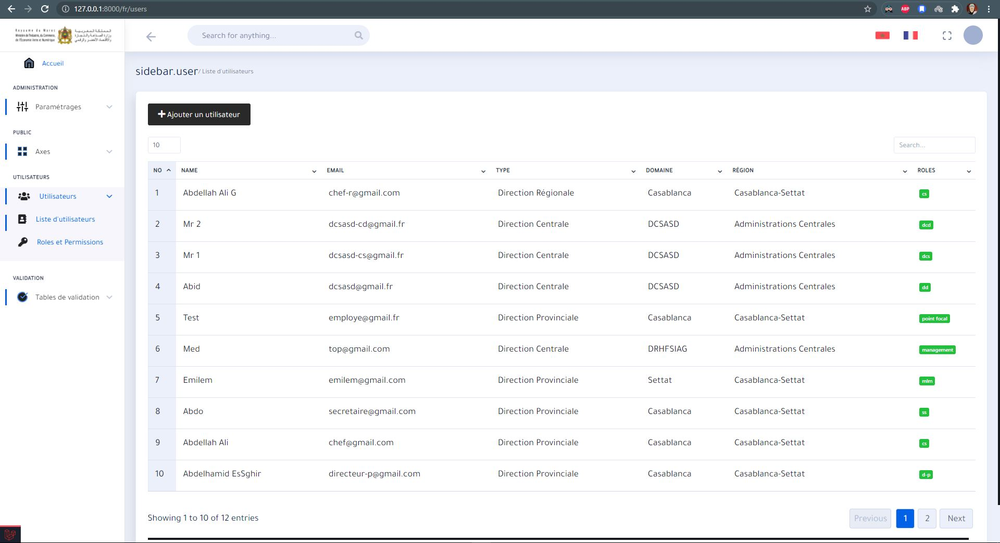 127.0.0.1:8000/fr/users
ABP
Royaume du Maroc
Ministère de l'Industrie, du Commerce,
de l'Économie Verte et Numérique
المملكة المغربية
وزارة الصناعة والتجارة
والاقتصاد الأخضر والرقمي
Search for anything...
Accueil
ADMINISTRATION
Paramétrages
PUBLIC
Axes
UTILISATEURS
Utilisateurs
Liste d'utilisateurs
Roles et Permissions
VALIDATION
Tables de validation
sidebar.user/ Liste d'utilisateurs
Ajouter un utilisateur
10
Search...
NO NAME EMAIL TYPE DOMAINE RÉGION ROLES
1 Abdellah Ali G chef-r@gmail.com Direction Régionale Casablanca Casablanca-Settat cs
2 Mr 2 dcsasd-cd@gmail.fr Direction Centrale DCSASD Administrations Centrales dcd
3 Mr 1 dcsasd-cs@gmail.fr Direction Centrale DCSASD Administrations Centrales dcs
4 Abid dcsasd@gmail.fr Direction Centrale DCSASD Administrations Centrales dd
5 Test employe@gmail.fr Direction Provinciale Casablanca Casablanca-Settat point focal
6 Med top@gmail.com Direction Centrale DRHFSIAG Administrations Centrales management
7 Emilem emilem@gmail.com Direction Provinciale Settat Casablanca-Settat mlm
8 Abdo secretaire@gmail.com Direction Provinciale Casablanca Casablanca-Settat ss
9 Abdellah Ali chef@gmail.com Direction Provinciale Casablanca Casablanca-Settat cs
10 Abdelhamid EsSghir directeur-p@gmail.com Direction Provinciale Casablanca Casablanca-Settat d-p
Showing 1 to 10 of 12 entries
Previous 1 2 Next